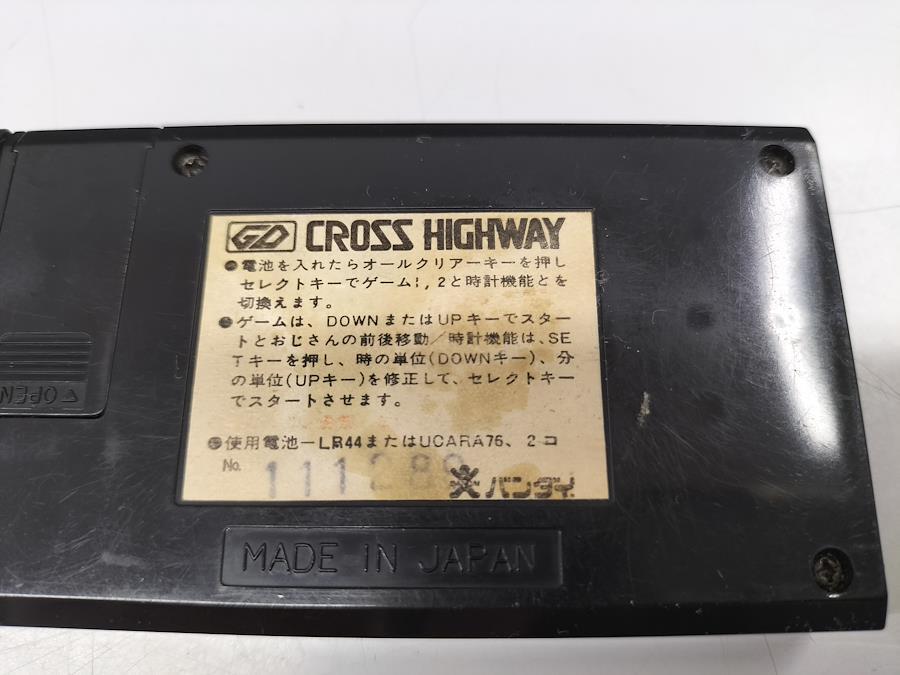 GD CROSS HIGHWAY
●電池を入れたらオールクリアーキーを押し
セレクトキーでゲーム1,2と時計機能とを
切換えます。
●ゲームは、DOWNまたはUPキーでスター
トとおじさんの前後移動/時計機能は、SE
Tキーを押し、時の単位(DOWNキー)、分
の単位(UPキー)を修正して、セレクトキー
でスタートさせます。
●使用電池－LR44またはUCARA76、2コ
No. 11128
バンダイ
MADE IN JAPAN
OPEN